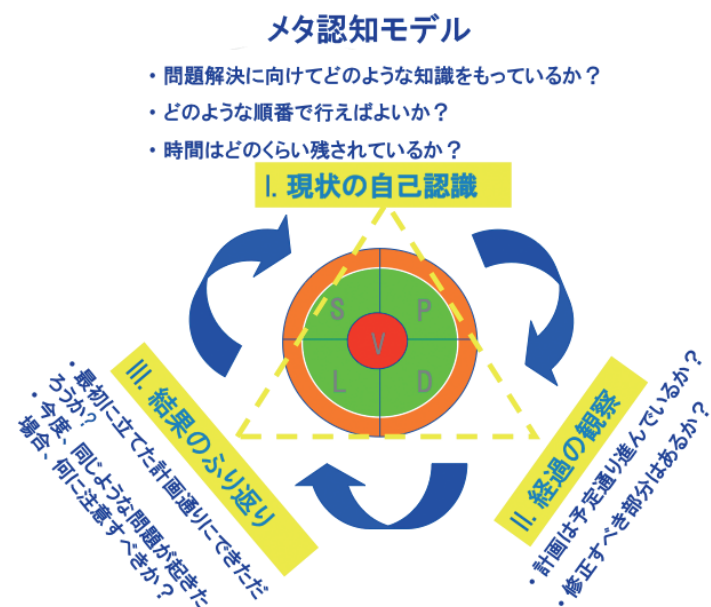 メタ認知モデル
・問題解決に向けてどのような知識をもっているか？
・どのような順番で行えばよいか？
・時間はどのくらい残されているか？
I. 現状の自己認識
S
P
V
L
D
II. 経過の観察
・計画は予定通り進んでいるか？
・修正すべき部分はあるか？
III. 結果のふり返り
・最初に立てた計画通りにできただ
ろうか？
・今度、同じような問題が起きた
場合、何に注意すべきか？